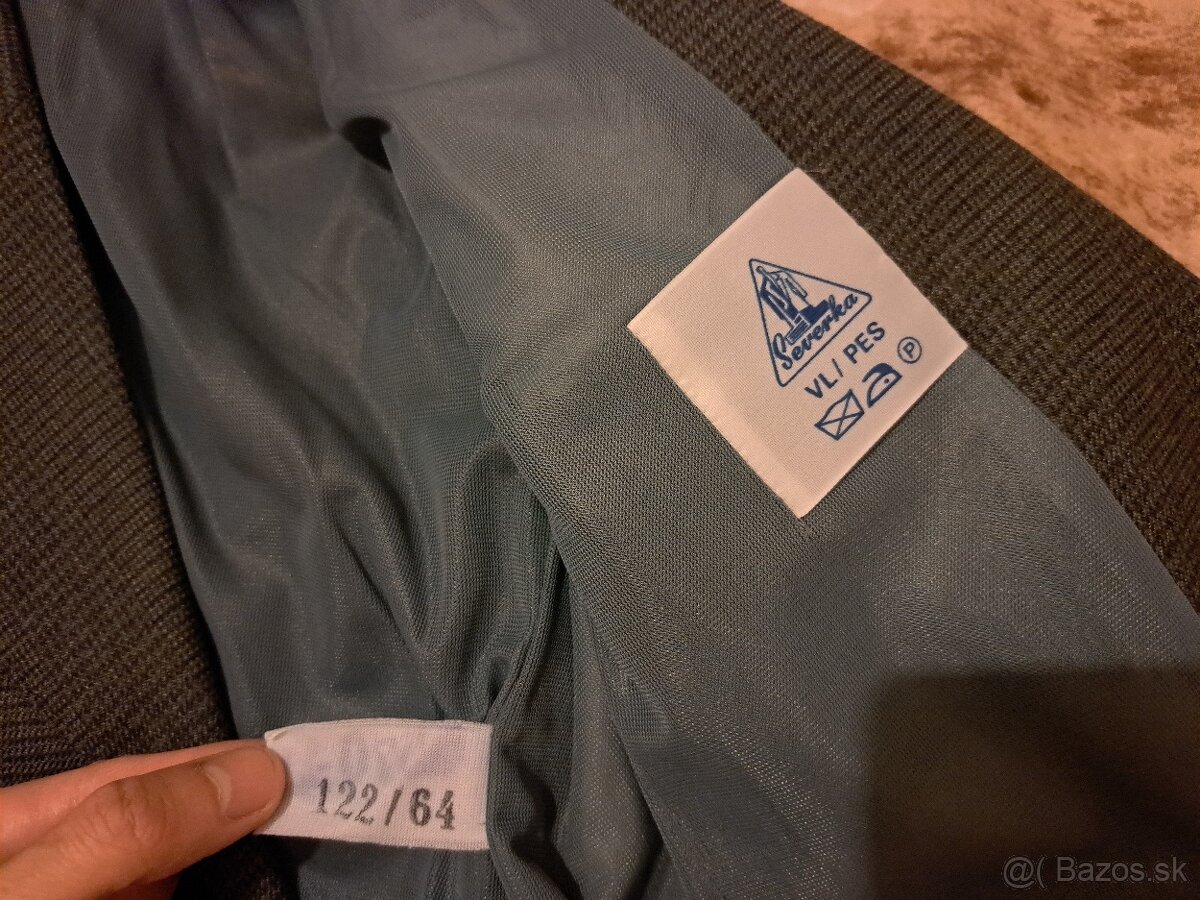 Severka
VL/PES
P
122/64
@( Bazos.sk